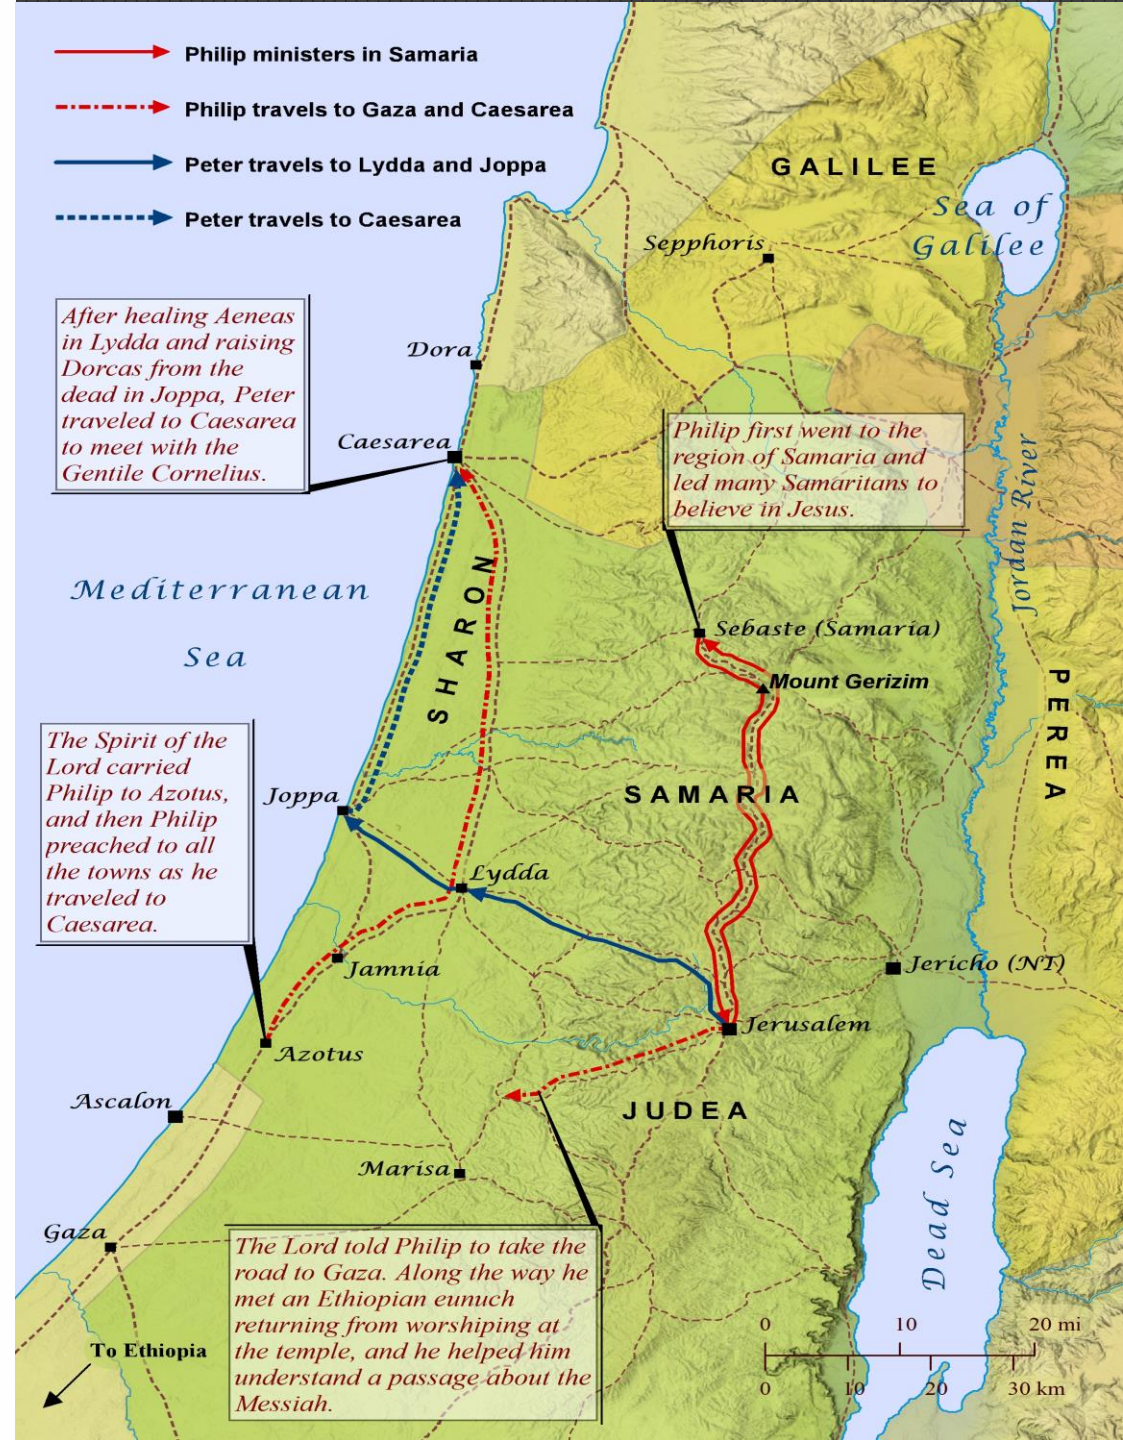 Philip ministers in Samaria
Philip travels to Gaza and Caesarea
Peter travels to Lydda and Joppa
Peter travels to Caesarea
GALILEE
Sea of
Galilee
Sepphoris
After healing Aeneas
in Lydda and raising
Dorcas from the
dead in Joppa, Peter
traveled to Caesarea
to meet with the
Gentile Cornelius.
Dora
Caesarea
Philip first went to the
region of Samaria and
led many Samaritans to
believe in Jesus.
Jordan River
Mediterranean
Sea
SHARON
Sebaste (Samaria)
Mount Gerizim
PEREA
The Spirit of the
Lord carried
Philip to Azotus,
and then Philip
preached to all
the towns as he
traveled to
Caesarea.
Joppa
SAMARIA
Lydda
Jamnia
Jericho (NT)
Jerusalem
Azotus
Ascalon
JUDEA
Marisa
Dead Sea
Gaza
The Lord told Philip to take the
road to Gaza. Along the way he
met an Ethiopian eunuch
returning from worshiping at
the temple, and he helped him
understand a passage about the
Messiah.
To Ethiopia
0 10 20 mi
0 10 20 30 km